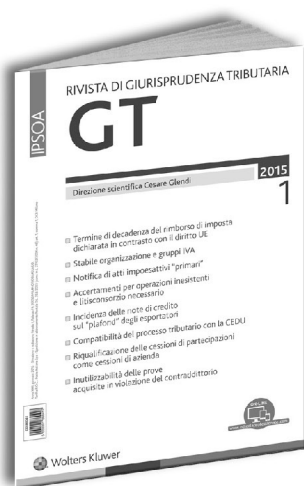 IPSOA
RIVISTA DI GIURISPRUDENZA TRIBUTARIA
GT
Direzione scientifica Cesare Glendi
2015
1
Termine di decadenza del rimborso di imposta
dichiarata in contrasto con il diritto UE
Stabile organizzazione e gruppi IVA
Notifica di atti impoesattivi "primari"
Accertamenti per operazioni inesistenti
e litisconsorzio necessario
Incidenza delle note di credito
sul "plafond" degli esportatori
Compatibilità del processo tributario con la CEDU
Riqualificazione delle cessioni di partecipazioni
come cessioni di azienda
Inutilizzabilità delle prove
acquisite in violazione del contraddittorio
Wolters Kluwer